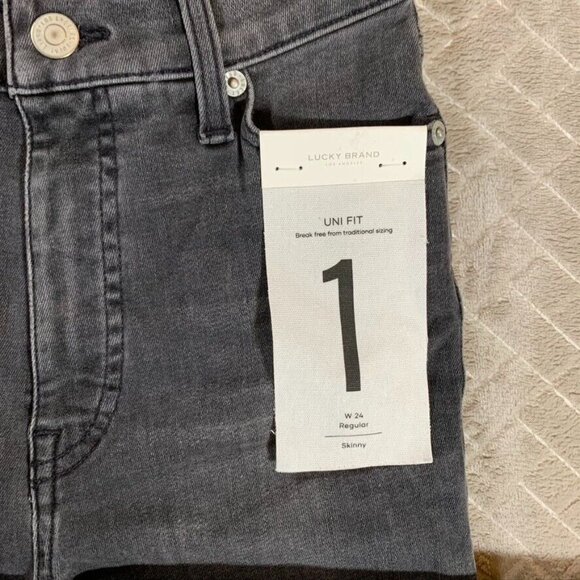 LUCKY BRAND
LOS ANGELES
UNI FIT
Break free from traditional sizing
1
W 24
Regular
Skinny